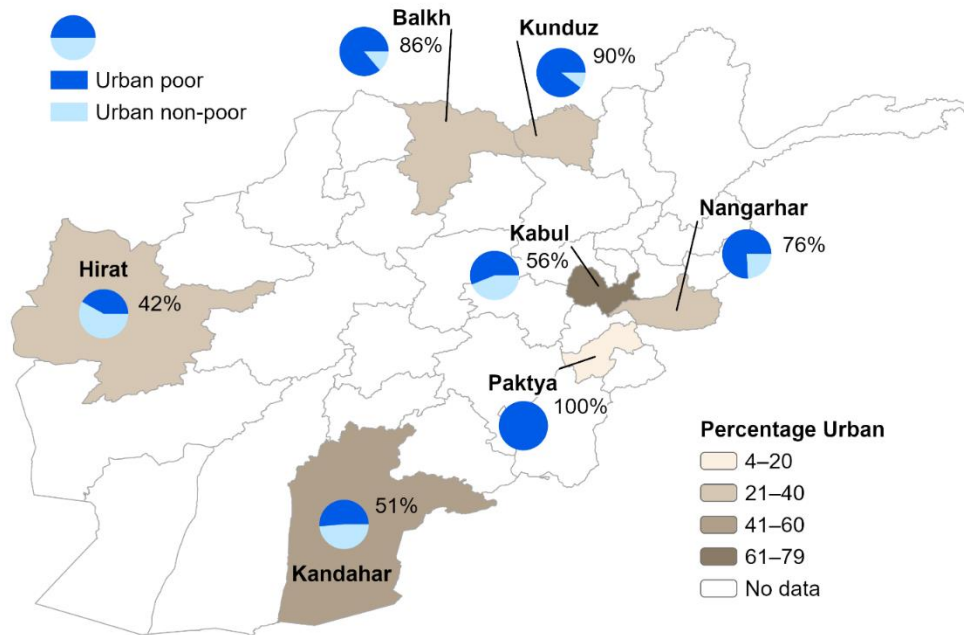 Balkh
86%
Kunduz
90%
Urban poor
Urban non-poor
Nangarhar
76%
Kabul
56%
Hirat
42%
Paktya
100%
Percentage Urban
4–20
21–40
41–60
61–79
No data
51%
Kandahar